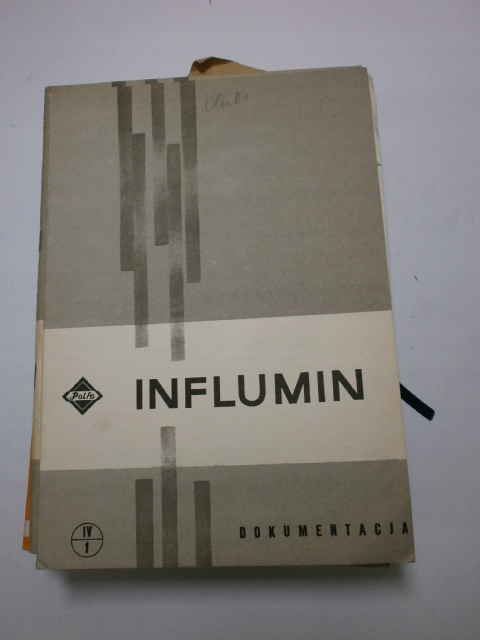 Polfa
INFLUMIN
IV
1
DOKUMENTACJA